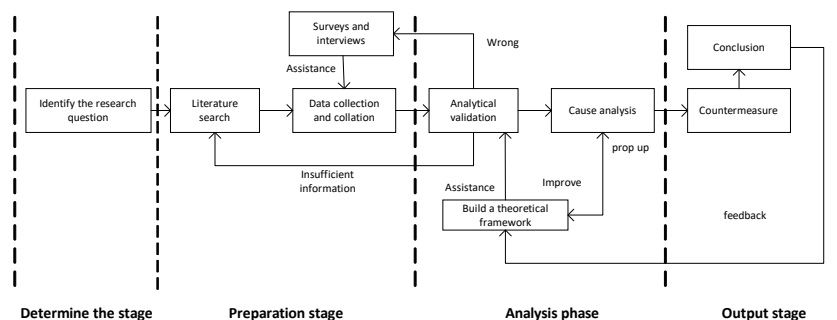 Surveys and
interviews
Wrong
Conclusion
Assistance
Identify the research
question
Literature
search
Data collection
and collation
Analytical
validation
Cause analysis
Countermeasure
prop up
Insufficient
information
Assistance
Improve
Build a theoretical
framework
feedback
Determine the stage
Preparation stage
Analysis phase
Output stage